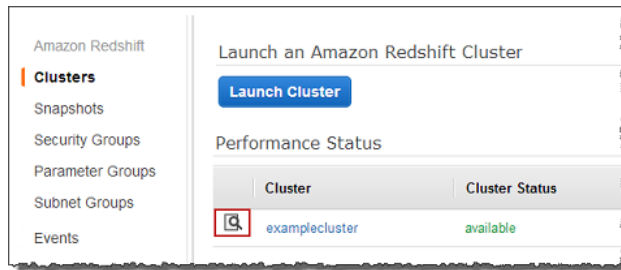 Amazon Redshift
Clusters
Snapshots
Security Groups
Parameter Groups
Subnet Groups
Events
Launch an Amazon Redshift Cluster
Launch Cluster
Performance Status
Cluster Cluster Status
examplecluster available